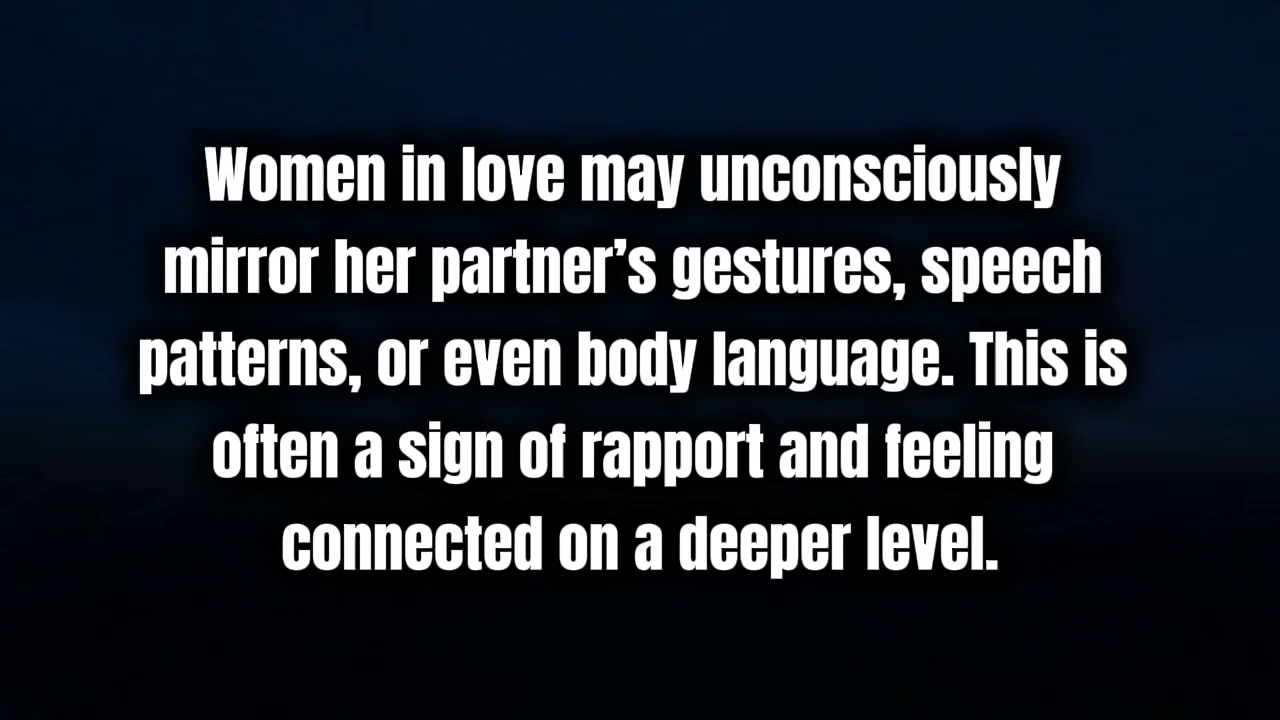 Women in love may unconsciously
mirror her partner’s gestures, speech
patterns, or even body language. This is
often a sign of rapport and feeling
connected on a deeper level.